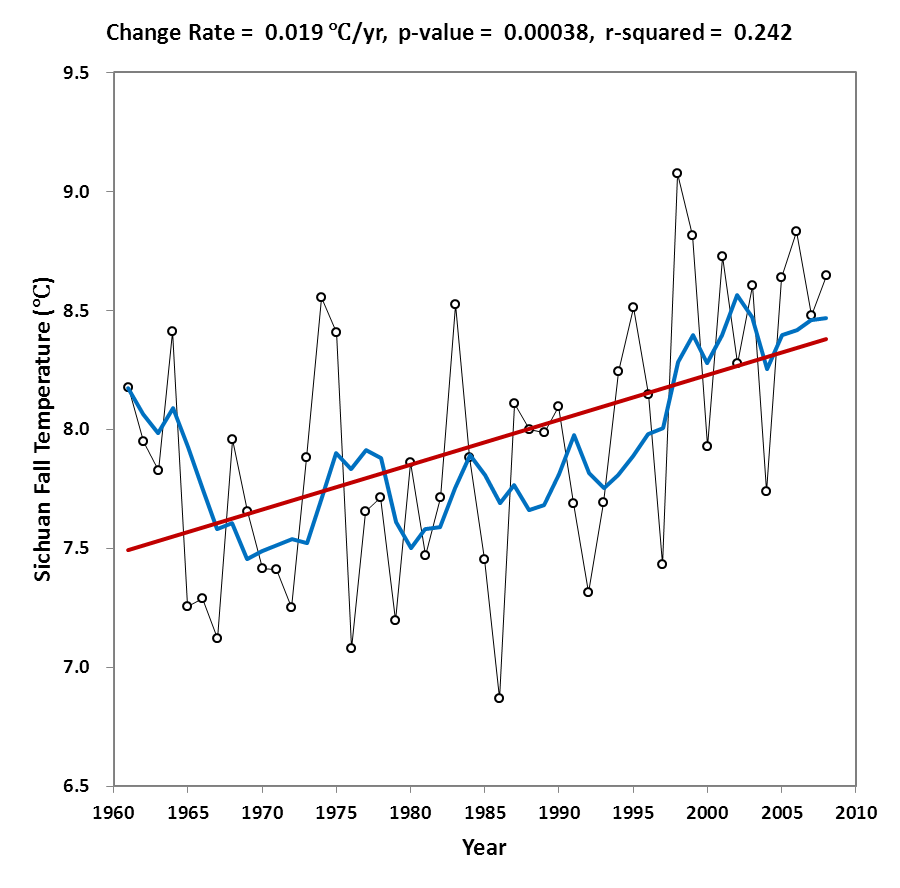 Change Rate = 0.019 ℃/yr, p-value = 0.00038, r-squared = 0.242
9.5
9.0
8.5
8.0
7.5
7.0
6.5
Sichuan Fall Temperature (℃)
1960 1965 1970 1975 1980 1985 1990 1995 2000 2005 2010
Year